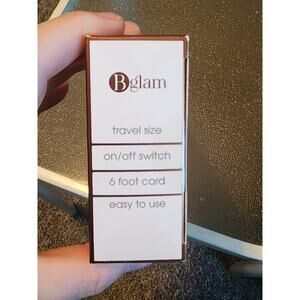 Bglam
travel size
on/off switch
6 foot cord
easy to use